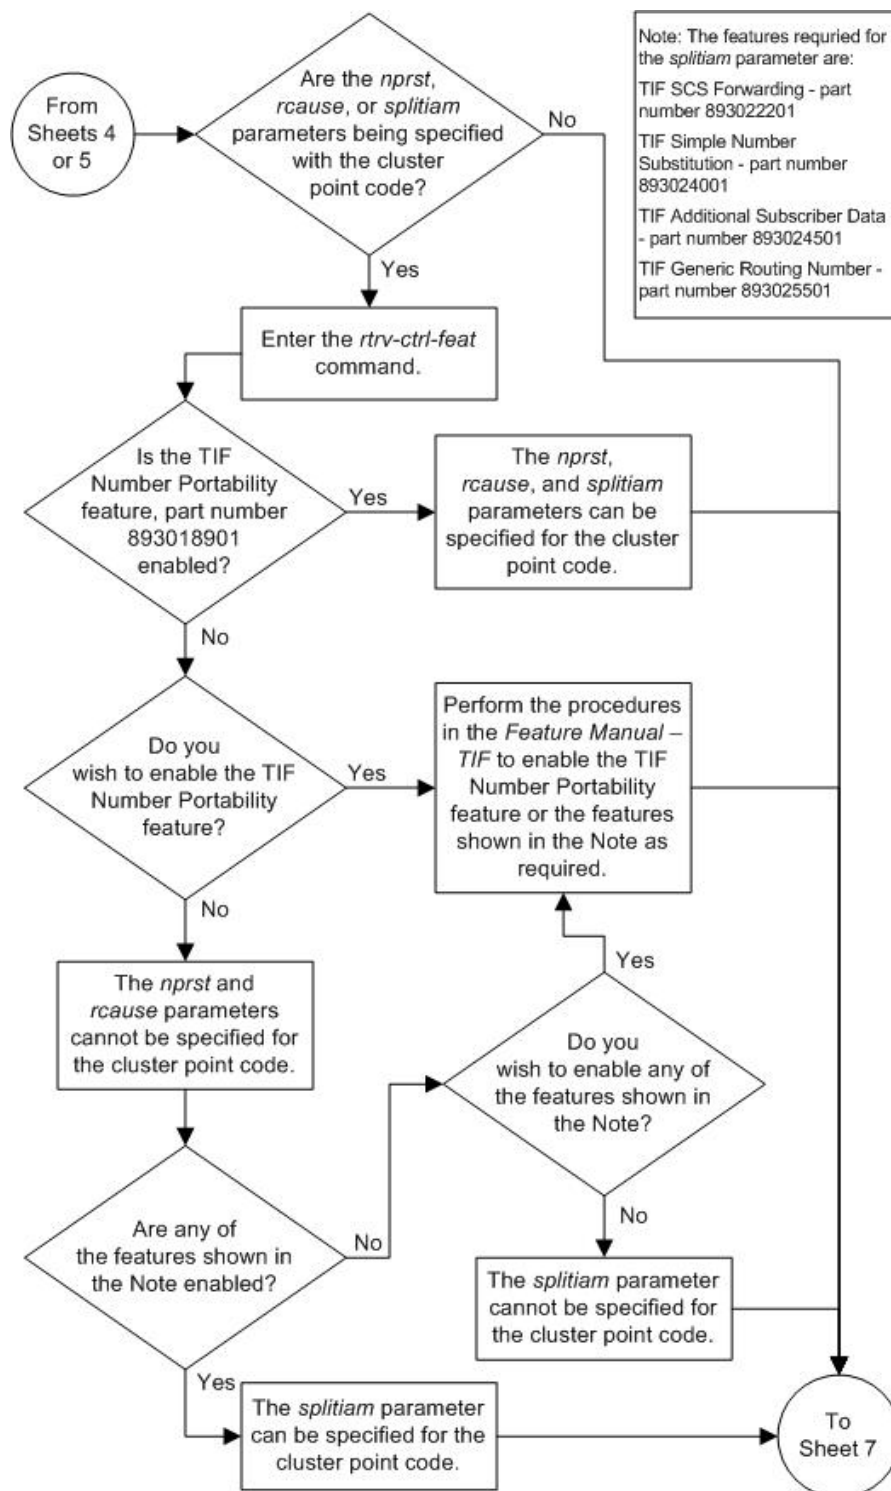 From
Sheets 4
or 5
Are the nprst,
rcause, or splitiam
parameters being specified
with the cluster
point code?
No
Yes
Note: The features requried for
the splitiam parameter are:
TIF SCS Forwarding - part
number 893022201
TIF Simple Number
Substitution - part number
893024001
TIF Additional Subscriber Data
- part number 893024501
TIF Generic Routing Number -
part number 893025501
Enter the rtrv-ctrl-feat
command.
Is the TIF
Number Portability
feature, part number
893018901
enabled?
Yes
No
The nprst,
rcause, and splitiam
parameters can be
specified for the cluster
point code.
Do you
wish to enable the TIF
Number Portability
feature?
Yes
No
Perform the procedures
in the Feature Manual –
TIF to enable the TIF
Number Portability
feature or the features
shown in the Note as
required.
The nprst and
rcause parameters
cannot be specified for
the cluster point code.
Yes
Do you
wish to enable any of
the features shown in
the Note?
No
Are any of
the features shown in
the Note enabled?
No
Yes
The splitiam parameter
cannot be specified for
the cluster point code.
The splitiam parameter
can be specified for the
cluster point code.
To
Sheet 7